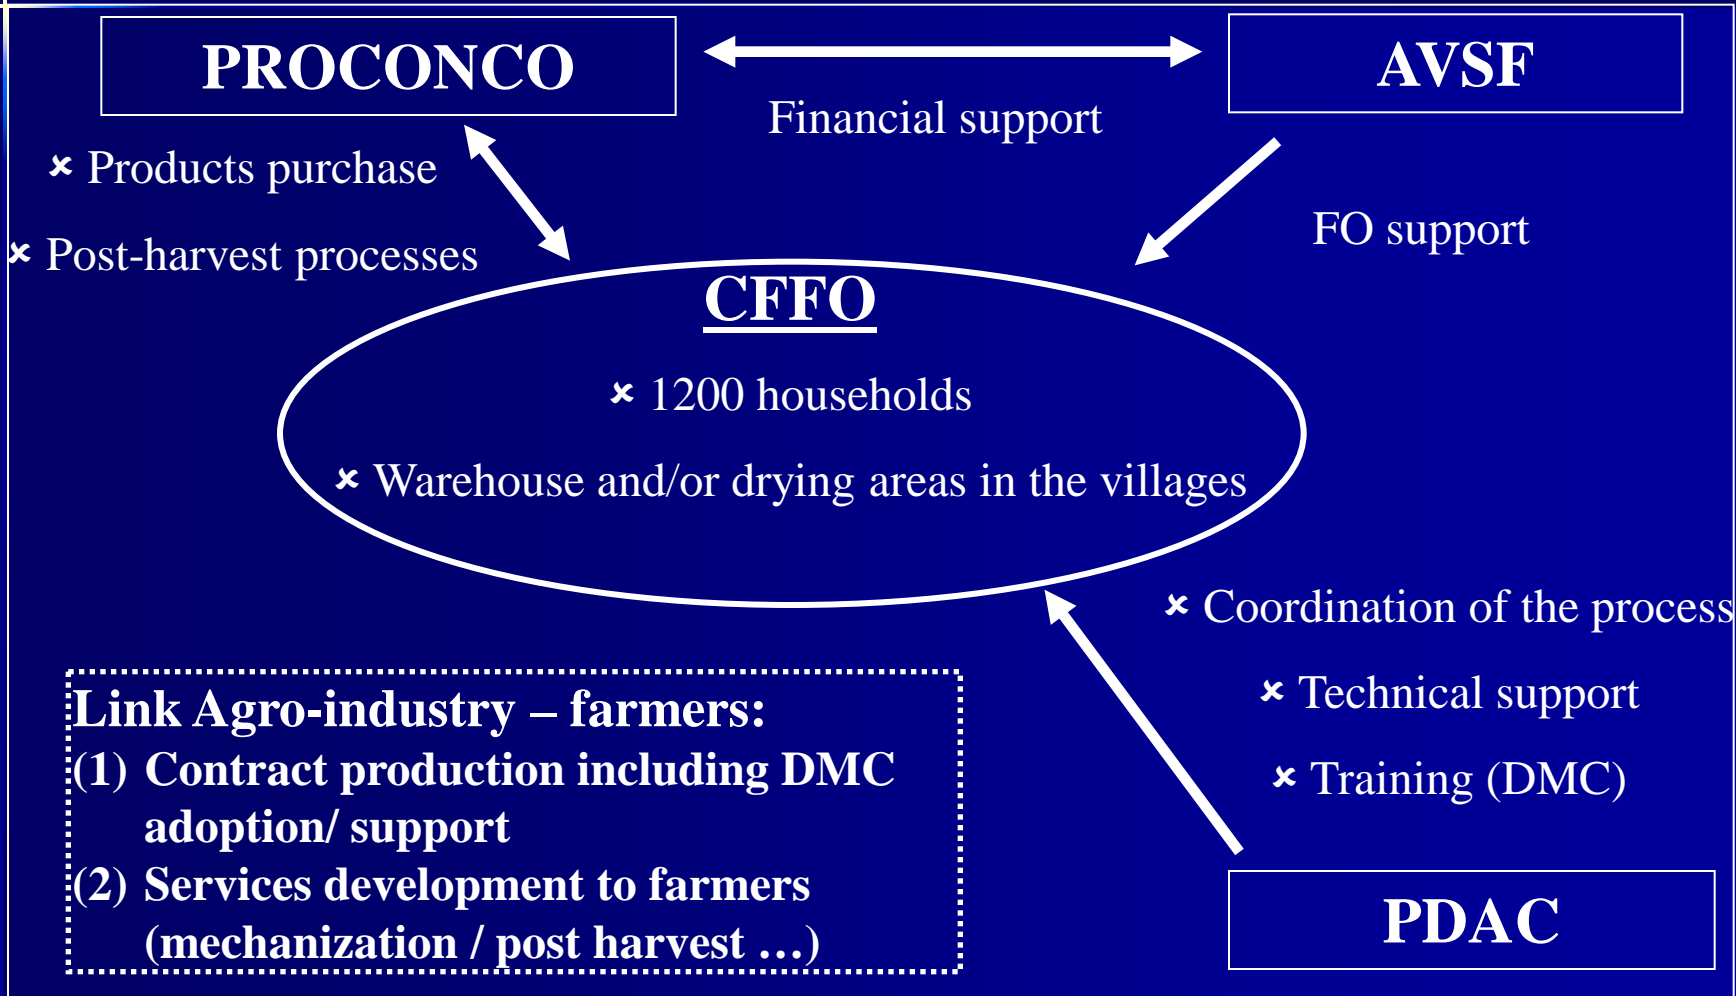 PROCONCO
AVSF
Financial support
× Products purchase
× Post-harvest processes
FO support
CFFO
× 1200 households
× Warehouse and/or drying areas in the villages
× Coordination of the process
× Technical support
× Training (DMC)
Link Agro-industry – farmers:
(1) Contract production including DMC
adoption/ support
(2) Services development to farmers
(mechanization / post harvest …)
PDAC